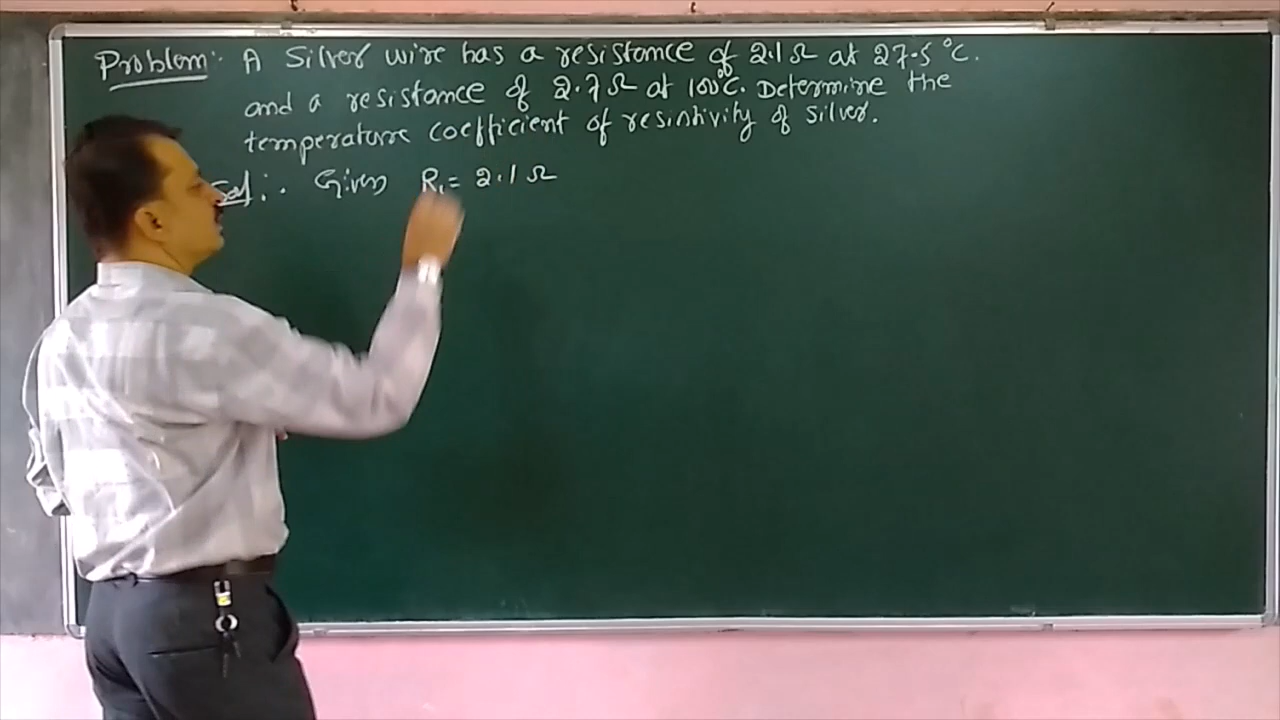 Problem: A Silver wire has a resistance of 2.1 Ω at 27.5 °C.
and a resistance of 2.7 Ω at 100°C. Determine the
temperature coefficient of resistivity of silver.
Sol: Given R₁ = 2.1 Ω